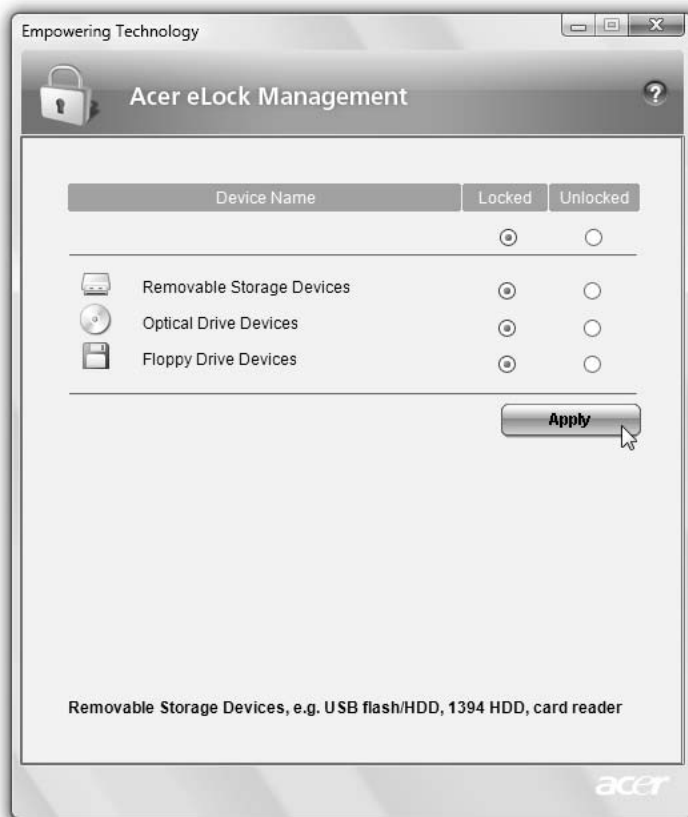 Empowering Technology
Acer eLock Management
Device Name Locked Unlocked
Removable Storage Devices
Optical Drive Devices
Floppy Drive Devices
Apply
Removable Storage Devices, e.g. USB flash/HDD, 1394 HDD, card reader
acer